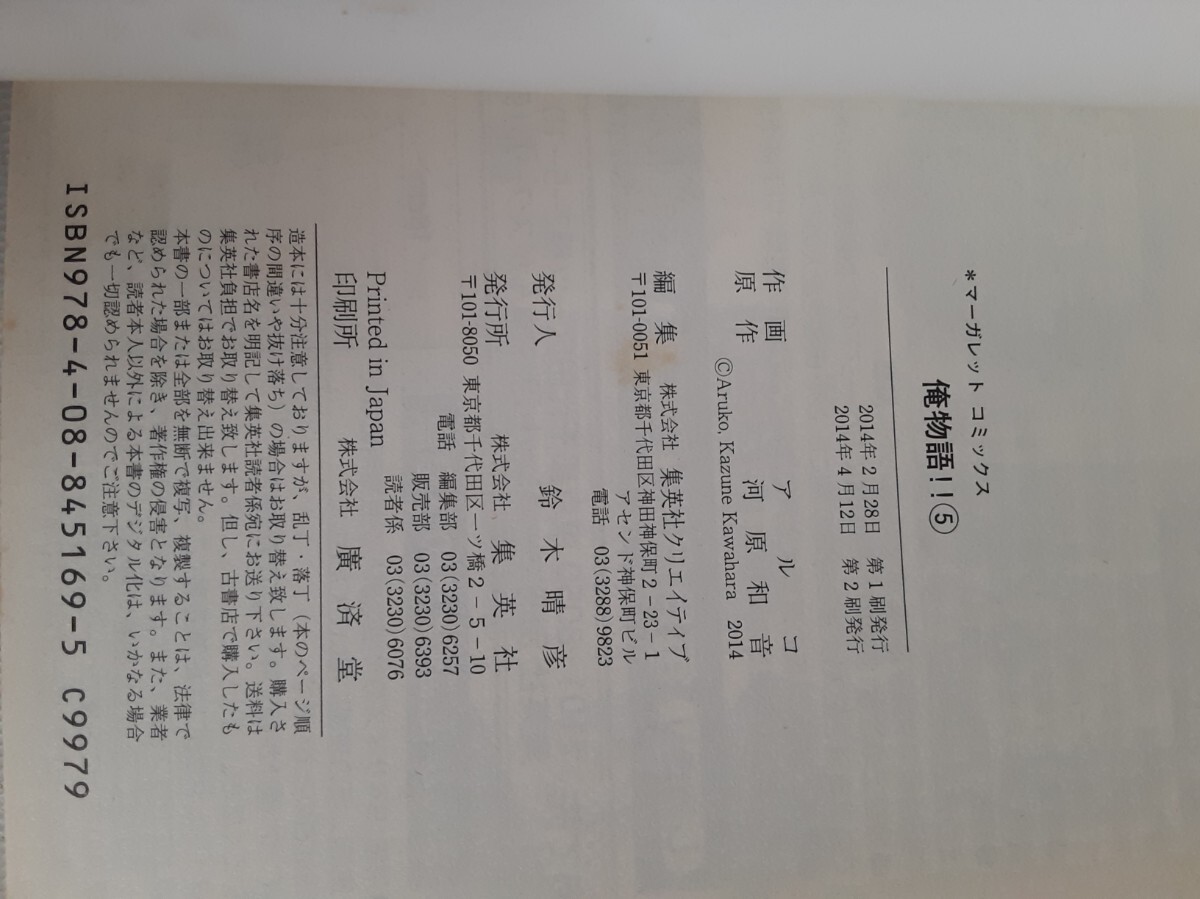 *マーガレット コミックス
俺物語!!⑤
2014年2月28日 第1刷発行
2014年4月12日 第2刷発行
作画 アルコ
原作 河原和音
©Aruko, Kazune Kawahara 2014
編集 株式会社 集英社クリエイティブ
〒101-0051 東京都千代田区神田神保町2-23-1
アセンド神保町ビル
電話 03(3288)9823
発行人 鈴木晴彦
発行所 株式会社 集英社
〒101-8050 東京都千代田区一ツ橋2-5-10
電話 編集部 03(3230)6257
販売部 03(3230)6393
読者係 03(3230)6076
Printed in Japan
印刷所 株式会社 廣済堂
造本には十分注意しておりますが、乱丁・落丁(本のページ順
序の間違いや抜け落ち)の場合はお取り替え致します。購入さ
れた書店名を明記して集英社読者係宛にお送り下さい。送料は
集英社負担でお取り替え致します。但し、古書店で購入したも
のについてはお取り替え出来ません。
本書の一部または全部を無断で複写、複製することは、法律で
認められた場合を除き、著作権の侵害となります。また、業者
など、読者本人以外による本書のデジタル化は、いかなる場合
でも一切認められませんのでご注意下さい。
ISBN978-4-08-845169-5 C9979